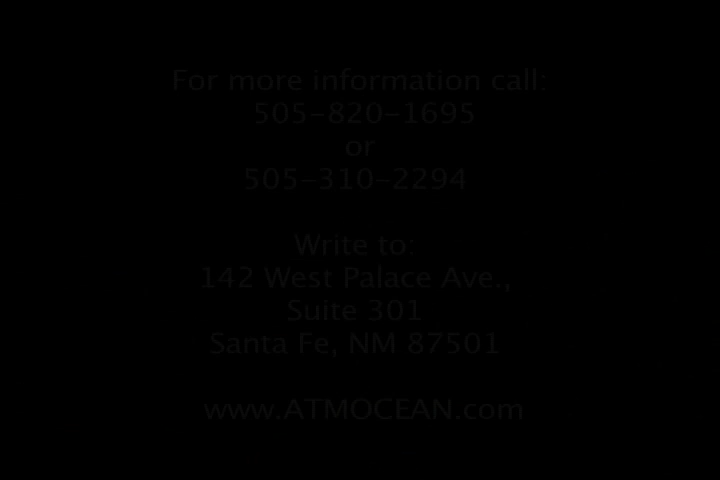 For more information call:
505-820-1695
or
505-310-2294
Write to:
142 West Palace Ave.,
Suite 301
Santa Fe, NM 87501
www.ATMOCEAN.com